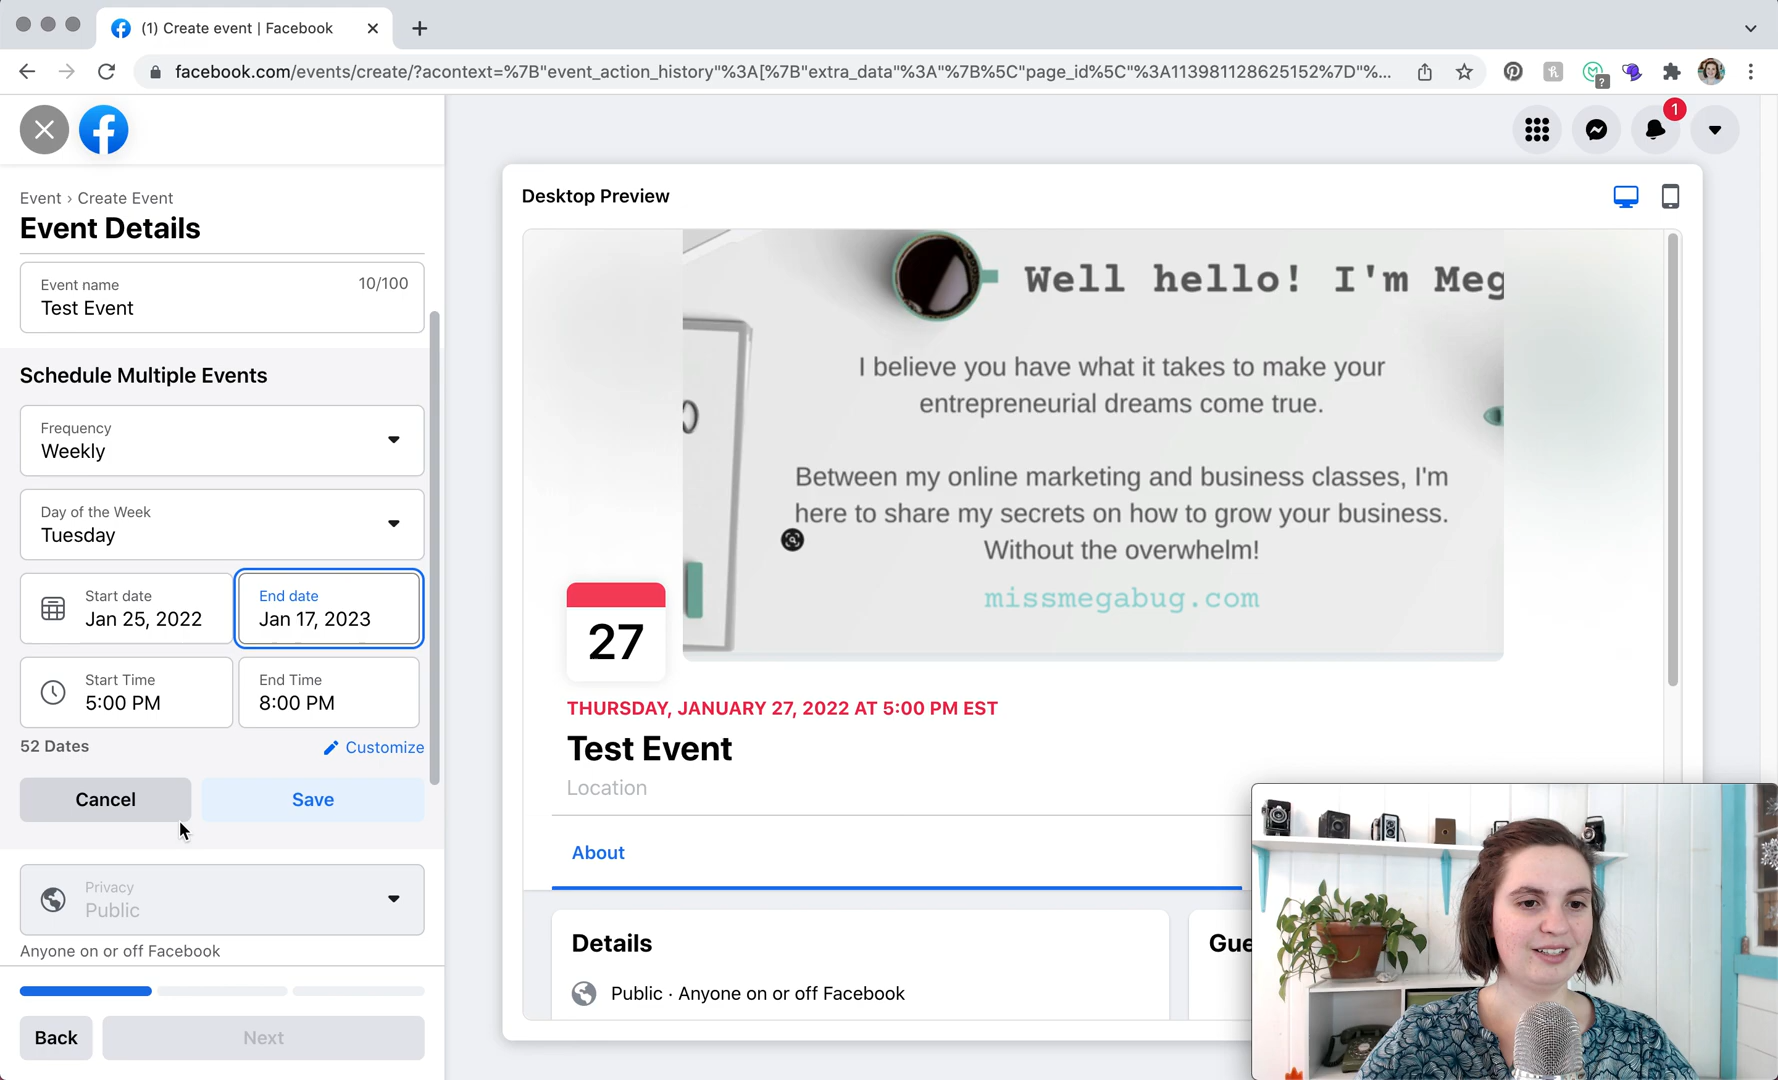 (1) Create event | Facebook
facebook.com/events/create/?acontext=%7B"event_action_history"%3A[%7B"extra_data"%3A"%7B%5C"page_id%5C"%3A113981128625152%7D"%...
?
1
Event › Create Event
Event Details
Event name
10/100
Test Event
Schedule Multiple Events
Frequency
Weekly
Day of the Week
Tuesday
Start date
Jan 25, 2022
End date
Jan 17, 2023
Start Time
5:00 PM
End Time
8:00 PM
52 Dates
Customize
Cancel
Save
Privacy
Public
Anyone on or off Facebook
Back
Next
Desktop Preview
Well hello! I'm Meg
I believe you have what it takes to make your
entrepreneurial dreams come true.
Between my online marketing and business classes, I'm
here to share my secrets on how to grow your business.
Without the overwhelm!
missmegabug.com
27
THURSDAY, JANUARY 27, 2022 AT 5:00 PM EST
Test Event
Location
About
Details
Public · Anyone on or off Facebook
Gue